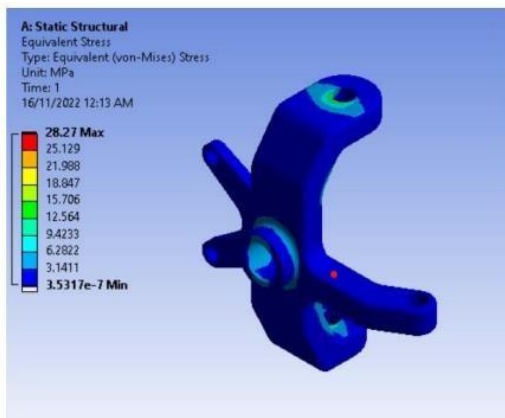 A: Static Structural
Equivalent Stress
Type: Equivalent (von-Mises) Stress
Unit: MPa
Time: 1
16/11/2022 12:13 AM
28.27 Max
25.129
21.988
18.847
15.706
12.564
9.4233
6.2822
3.1411
3.5317e-7 Min